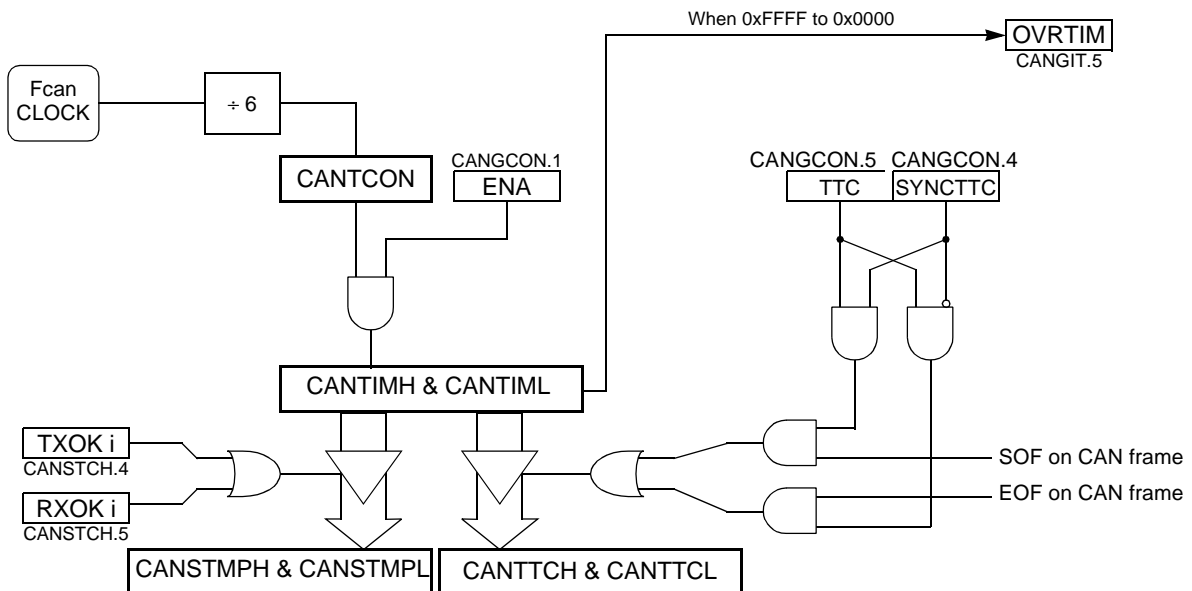 When 0xFFFF to 0x0000
OVRTIM
CANGIT.5
Fcan
CLOCK
÷ 6
CANTCON
CANGCON.1
ENA
CANGCON.5 CANGCON.4
TTC SYNCTTC
CANTIMH & CANTIML
TXOK i
CANSTCH.4
RXOK i
CANSTCH.5
SOF on CAN frame
EOF on CAN frame
CANSTMPH & CANSTMPL
CANTTCH & CANTTCL